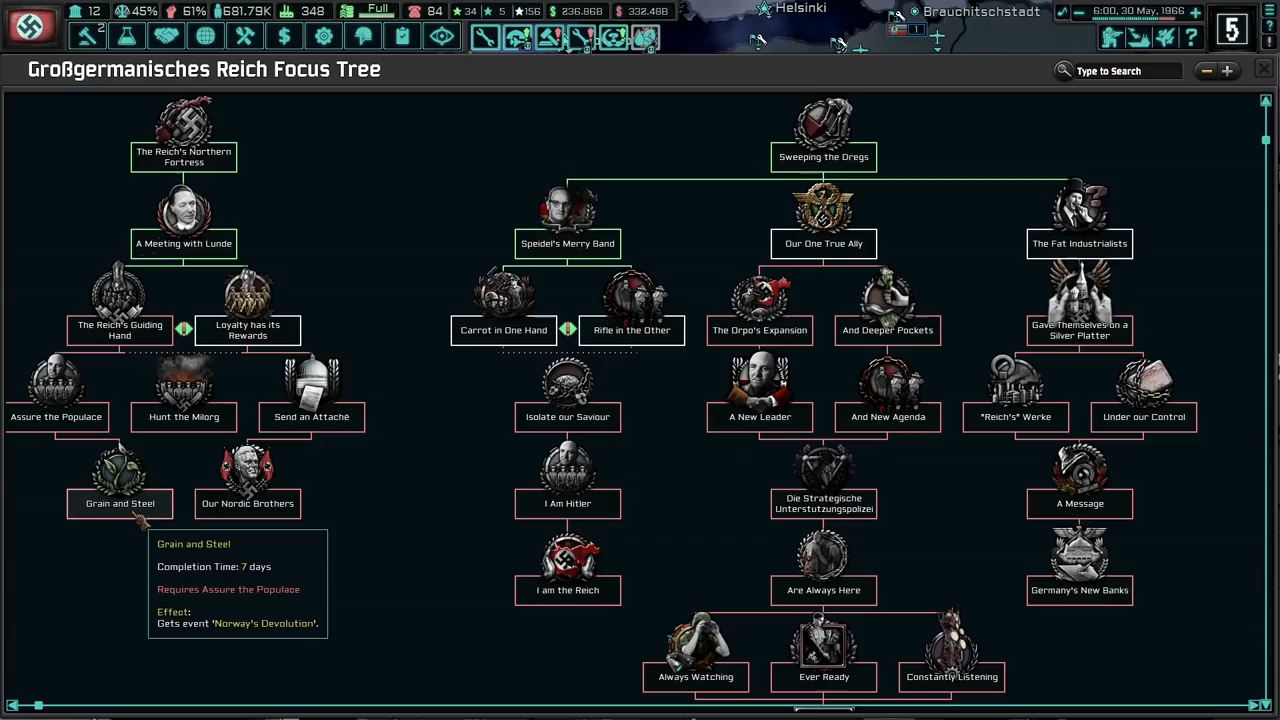 12 45% 61% 681.79K 348 Full 84 34 5 156 $ 236.86B $ 332.48B
Helsinki
Brauchitschstadt
6:00, 30 May, 1966
5
2
1
Großgermanisches Reich Focus Tree
Type to Search
The Reich's Northern
Fortress
Sweeping the Dregs
A Meeting with Lunde
Speidel's Merry Band
Our One True Ally
The Fat Industrialists
The Reich's Guiding
Hand
Loyalty has its
Rewards
Carrot in One Hand
Rifle in the Other
The Orpo's Expansion
And Deeper Pockets
Gave Themselves on a
Silver Platter
Assure the Populace
Hunt the Milorg
Send an Attaché
Isolate our Saviour
A New Leader
And New Agenda
"Reich's" Werke
Under our Control
Grain and Steel
Our Nordic Brothers
I Am Hitler
Die Strategische
Unterstutzungspolizei
A Message
Grain and Steel
Completion Time: 7 days
Requires Assure the Populace
Effect:
Gets event 'Norway's Devolution'.
I am the Reich
Are Always Here
Germany's New Banks
Always Watching
Ever Ready
Constantly Listening